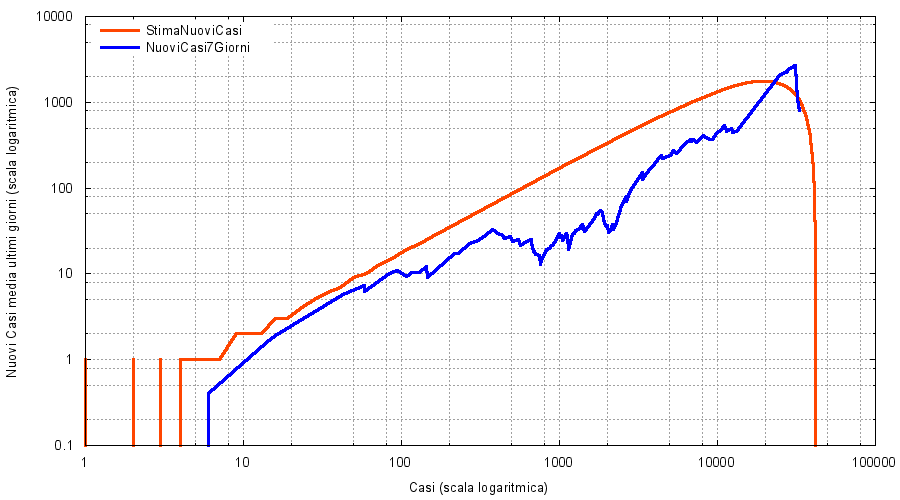 10000
1000
100
10
1
0.1
StimaNuoviCasi
NuoviCasi7Giorni
Nuovi Casi media ultimi giorni (scala logaritmica)
1 10 100 1000 10000 100000
Casi (scala logaritmica)